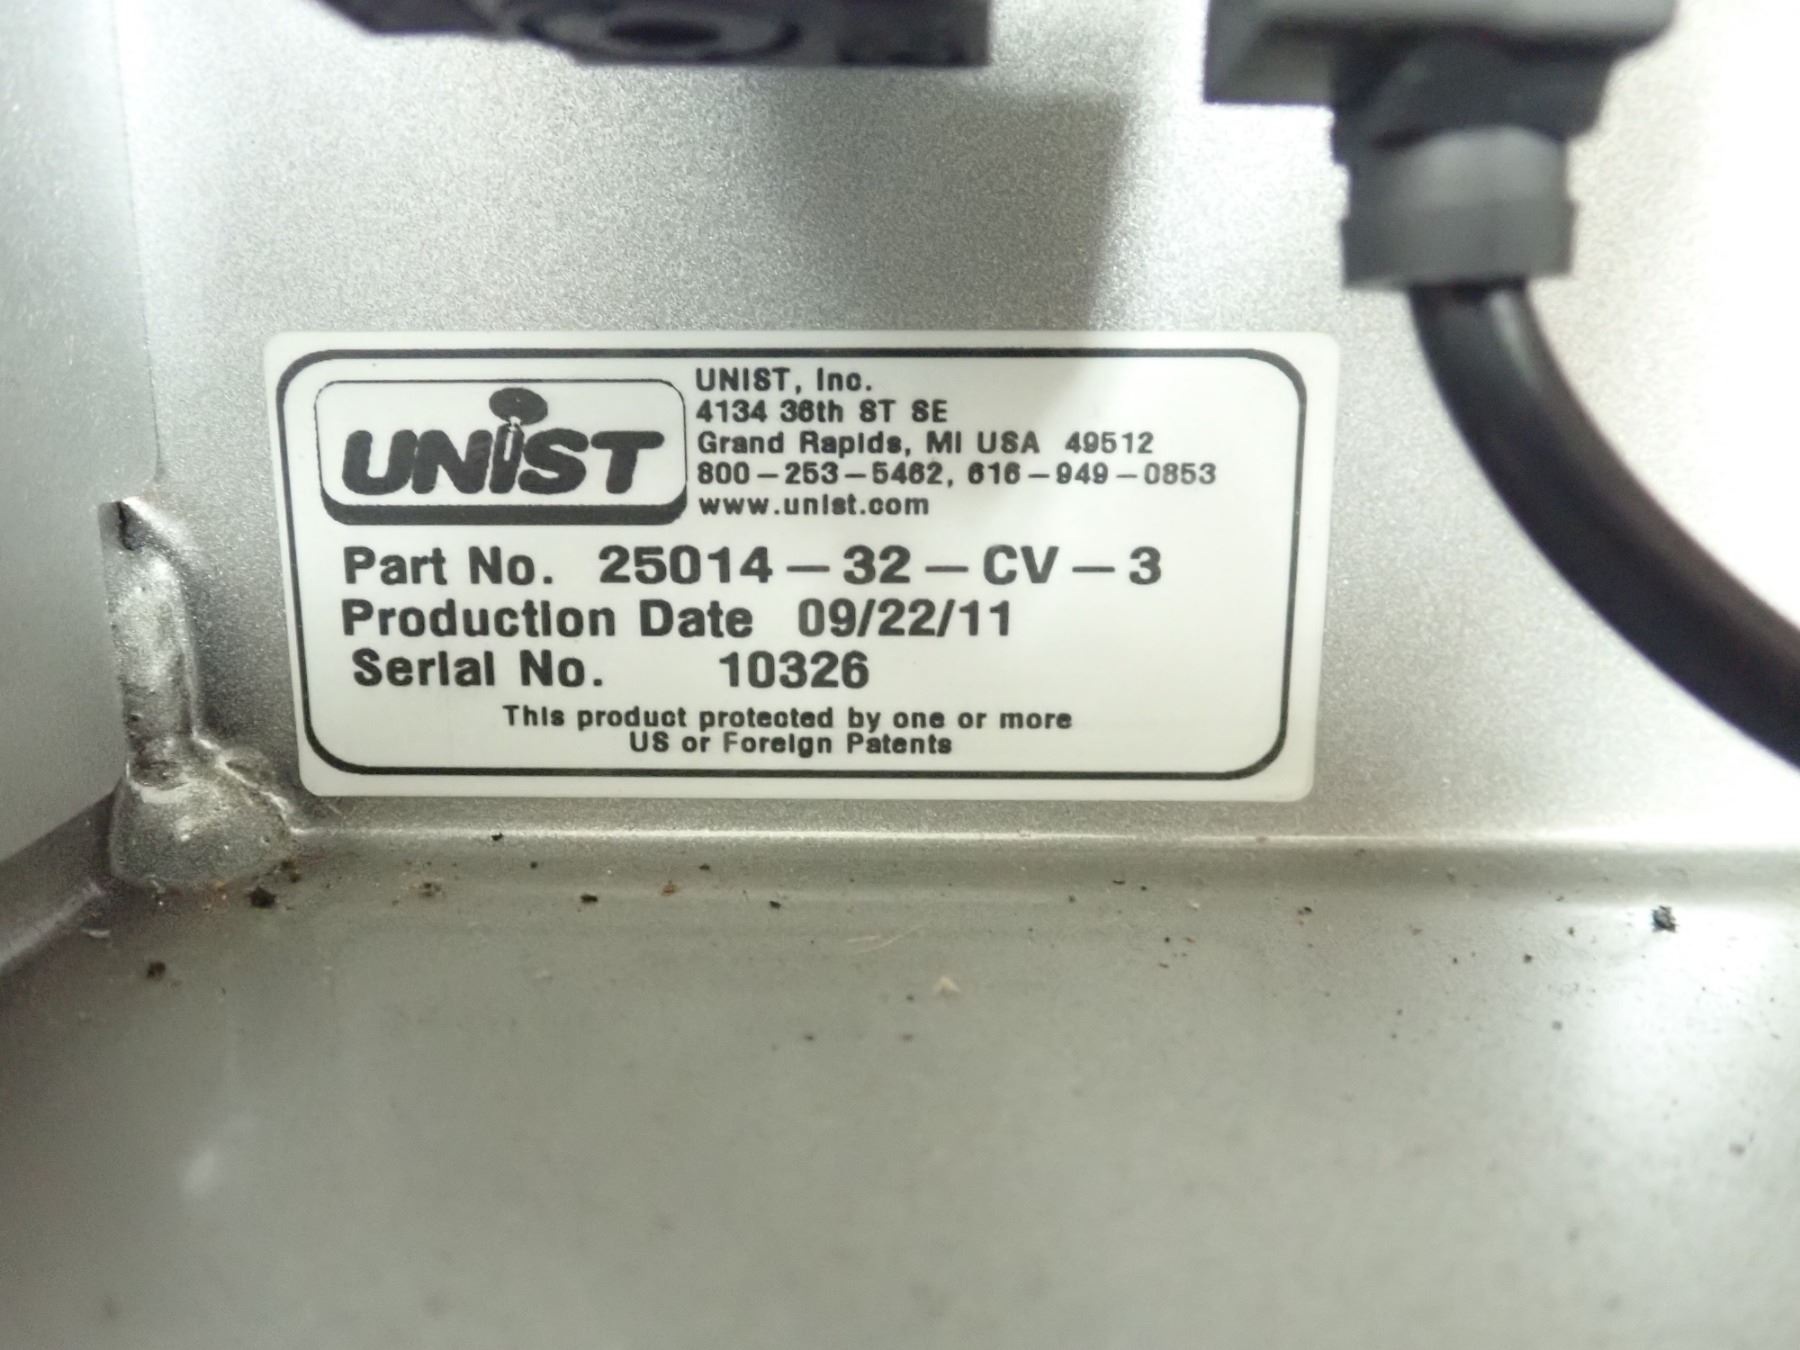 UNIST
UNIST, Inc.
4134 36th ST SE
Grand Rapids, MI USA 49512
800-253-5462, 616-949-0853
www.unist.com
Part No. 25014-32-CV-3
Production Date 09/22/11
Serial No. 10326
This product protected by one or more
US or Foreign Patents